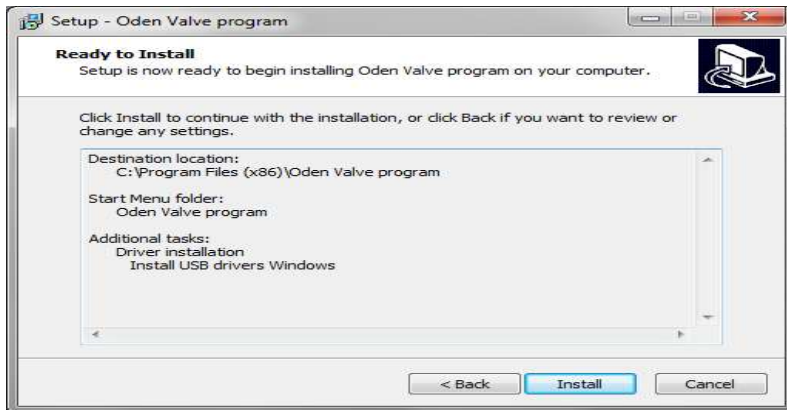 Setup - Oden Valve program
Ready to Install
Setup is now ready to begin installing Oden Valve program on your computer.
Click Install to continue with the installation, or click Back if you want to review or
change any settings.
Destination location:
C:\Program Files (x86)\Oden Valve program
Start Menu folder:
Oden Valve program
Additional tasks:
Driver installation
Install USB drivers Windows
< Back Install Cancel